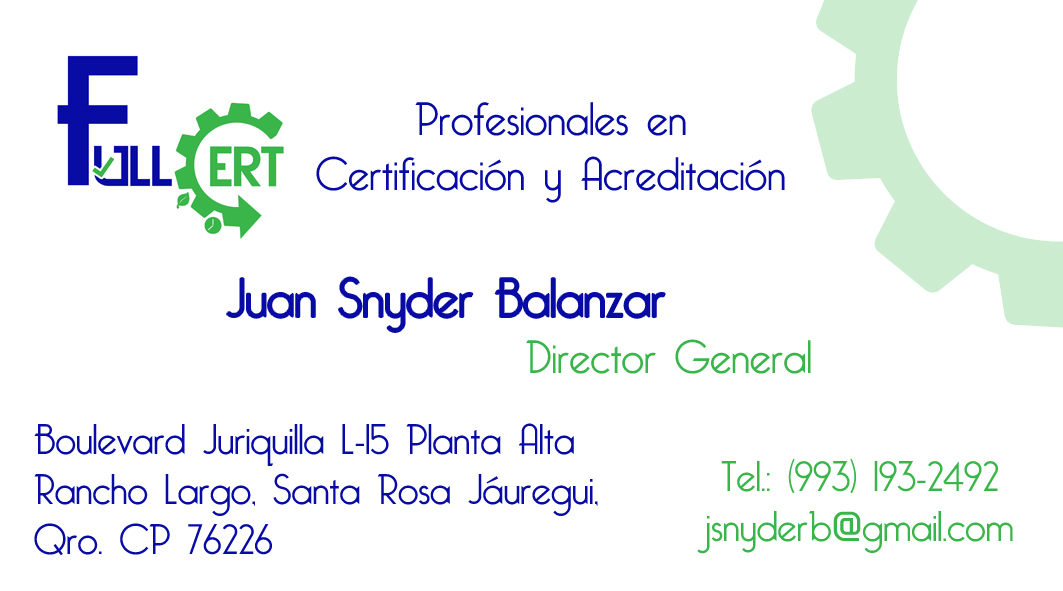 FULL CERT
Profesionales en
Certificación y Acreditación
Juan Snyder Balanzar
Director General
Boulevard Juriquilla L-15 Planta Alta
Rancho Largo, Santa Rosa Jáuregui,
Qro. CP 76226
Tel.: (993) 193-2492
jsnyderb@gmail.com